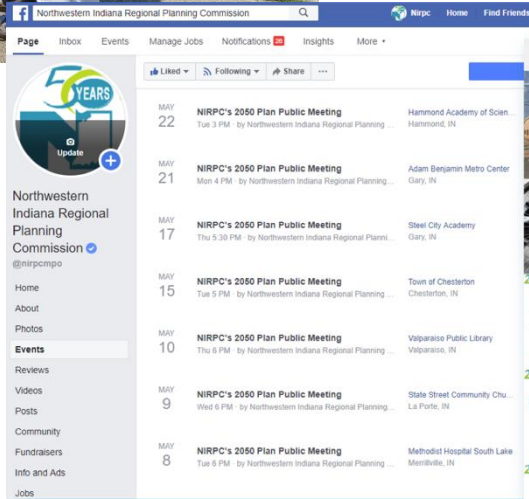 Northwestern Indiana Regional Planning Commission
Nirpc Home Find Friends
Page Inbox Events Manage Jobs Notifications 20 Insights More
Liked Following Share ...
50 YEARS
Update
Northwestern
Indiana Regional
Planning
Commission
@nirpcmpo
Home
About
Photos
Events
Reviews
Videos
Posts
Community
Fundraisers
Info and Ads
Jobs
MAY NIRPC's 2050 Plan Public Meeting Hammond Academy of Scien...
22 Tue 3 PM · by Northwestern Indiana Regional Planning ... Hammond, IN
MAY NIRPC's 2050 Plan Public Meeting Adam Benjamin Metro Center
21 Mon 4 PM · by Northwestern Indiana Regional Planning ... Gary, IN
MAY NIRPC's 2050 Plan Public Meeting Steel City Academy
17 Thu 5:30 PM · by Northwestern Indiana Regional Planni... Gary, IN
MAY NIRPC's 2050 Plan Public Meeting Town of Chesterton
15 Tue 5 PM · by Northwestern Indiana Regional Planning ... Chesterton, IN
MAY NIRPC's 2050 Plan Public Meeting Valparaiso Public Library
10 Thu 6 PM · by Northwestern Indiana Regional Planning ... Valparaiso, IN
MAY NIRPC's 2050 Plan Public Meeting State Street Community Chu...
9 Wed 6 PM · by Northwestern Indiana Regional Planning ... La Porte, IN
MAY NIRPC's 2050 Plan Public Meeting Methodist Hospital South Lake
8 Tue 6 PM · by Northwestern Indiana Regional Planning ... Merrillville, IN